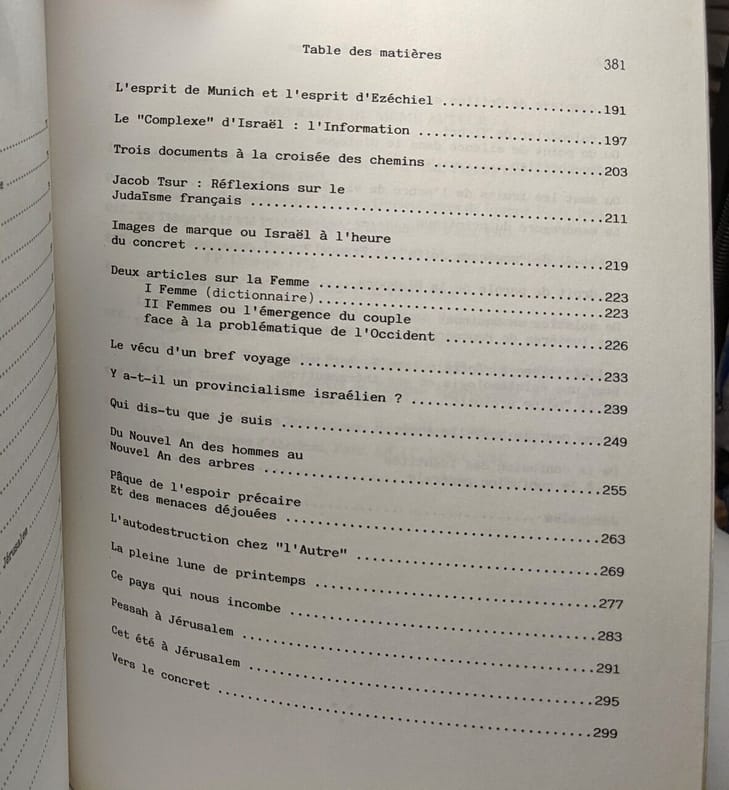 Table des matières
381
L'esprit de Munich et l'esprit d'Ezéchiel .....................191
Le "Complexe" d'Israël : l'Information ........................197
Trois documents à la croisée des chemins ......................203
Jacob Tsur : Réflexions sur le
Judaïsme français .............................................211
Images de marque ou Israël à l'heure
du concret ....................................................219
Deux articles sur la Femme ....................................223
I Femme (dictionnaire).....................................223
II Femmes ou l'émergence du couple
face à la problématique de l'Occident .....................226
Le vécu d'un bref voyage ......................................233
Y a-t-il un provincialisme israélien ? ........................239
Qui dis-tu que je suis ........................................249
Du Nouvel An des hommes au
Nouvel An des arbres ..........................................255
Pâque de l'espoir précaire
Et des menaces déjouées .......................................263
L'autodestruction chez "l'Autre" ..............................269
La pleine lune de printemps ...................................277
Ce pays qui nous incombe ......................................283
Pessah à Jérusalem ............................................291
Cet été à Jérusalem ...........................................295
Vers le concret ...............................................299
Jérusalem